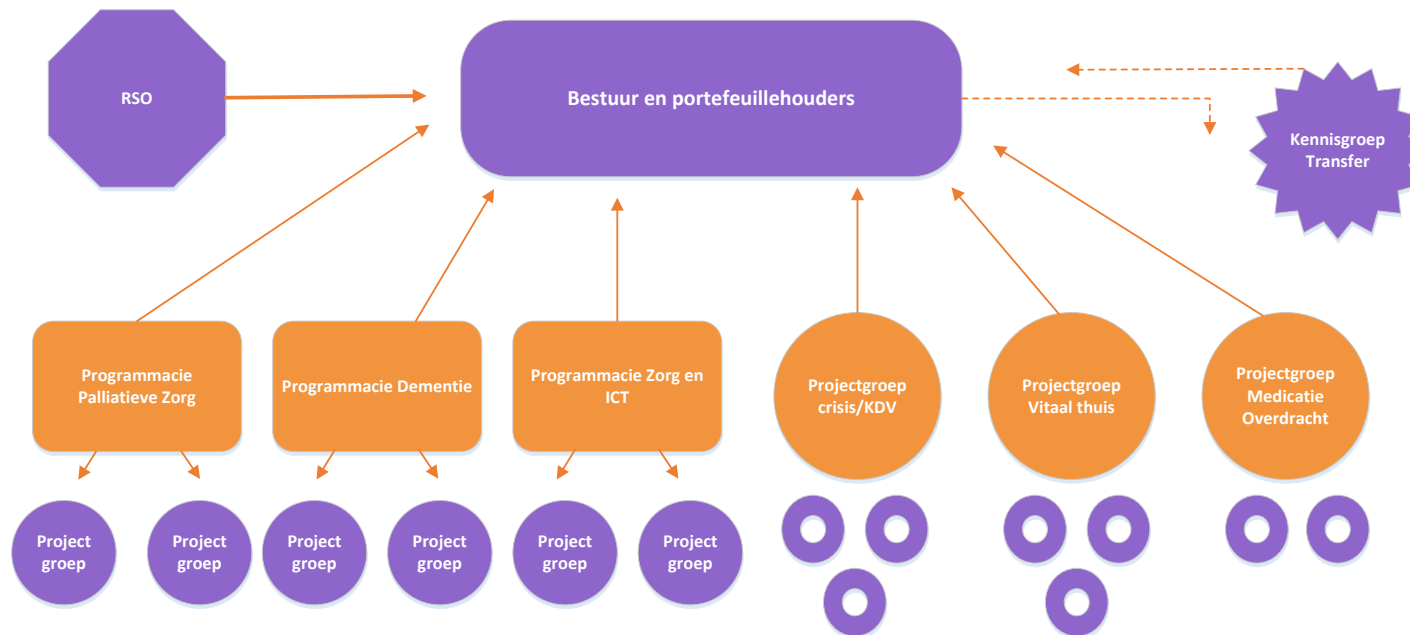 RSO
Bestuur en portefeuillehouders
Kennisgroep
Transfer
Programmacie
Palliatieve Zorg
Programmacie Dementie
Programmacie Zorg en
ICT
Projectgroep
crisis/KDV
Projectgroep
Vitaal thuis
Projectgroep
Medicatie
Overdracht
Project
groep
Project
groep
Project
groep
Project
groep
Project
groep
Project
groep